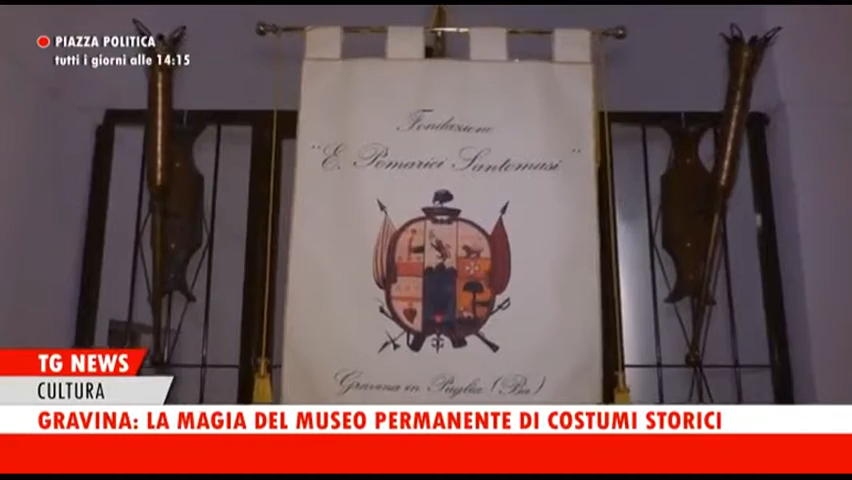 PIAZZA POLITICA
tutti i giorni alle 14:15
Fondazione
"E. Pomarici Santomasi"
Gravina in Puglia (Ba)
TG NEWS
CULTURA
GRAVINA: LA MAGIA DEL MUSEO PERMANENTE DI COSTUMI STORICI